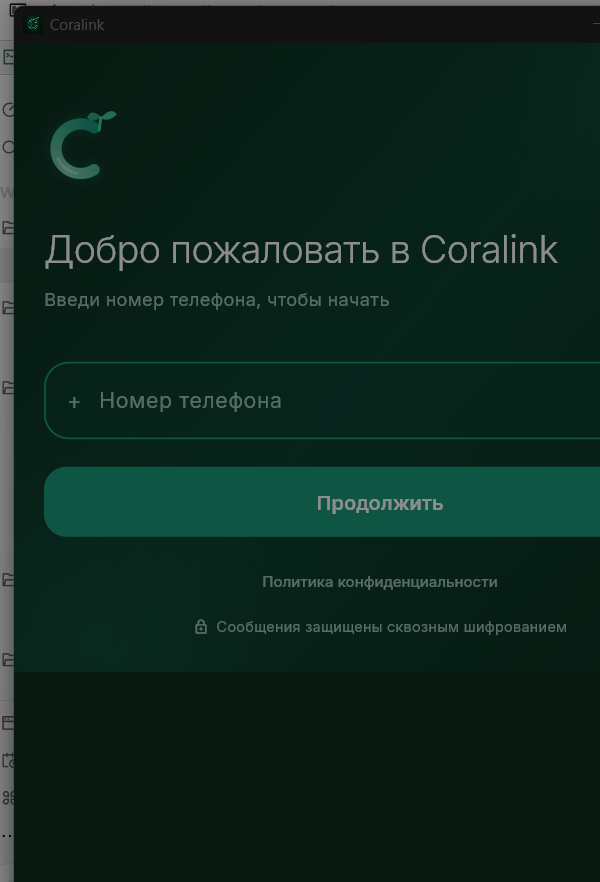 Coralink
Добро пожаловать в Coralink
Введи номер телефона, чтобы начать
+ Номер телефона
Продолжить
Политика конфиденциальности
Сообщения защищены сквозным шифрованием